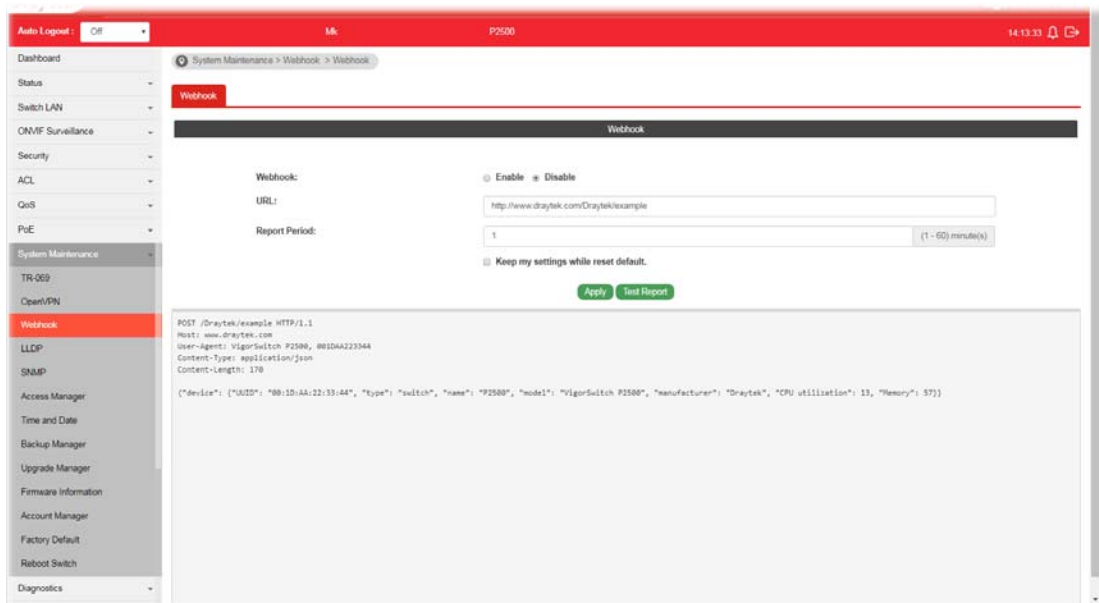 Auto Logout : Off Mk P2500 14:13:33
Dashboard
Status
Switch LAN
ONVIF Surveillance
Security
ACL
QoS
PoE
System Maintenance
TR-069
OpenVPN
Webhook
LLDP
SNMP
Access Manager
Time and Date
Backup Manager
Upgrade Manager
Firmware Information
Account Manager
Factory Default
Reboot Switch
Diagnostics
System Maintenance > Webhook > Webhook
Webhook
Webhook
Webhook: Enable Disable
URL: http://www.draytek.com/Draytek/example
Report Period: 1 (1 - 60) minute(s)
Keep my settings while reset default.
Apply Test Report
POST /Draytek/example HTTP/1.1
Host: www.draytek.com
User-Agent: VigorSwitch P2500, 001DAA223344
Content-Type: application/json
Content-Length: 170
{"device": {"UUID": "00:1D:AA:22:33:44", "type": "switch", "name": "P2500", "model": "VigorSwitch P2500", "manufacturer": "Draytek", "CPU utilization": 13, "Memory": 57}}